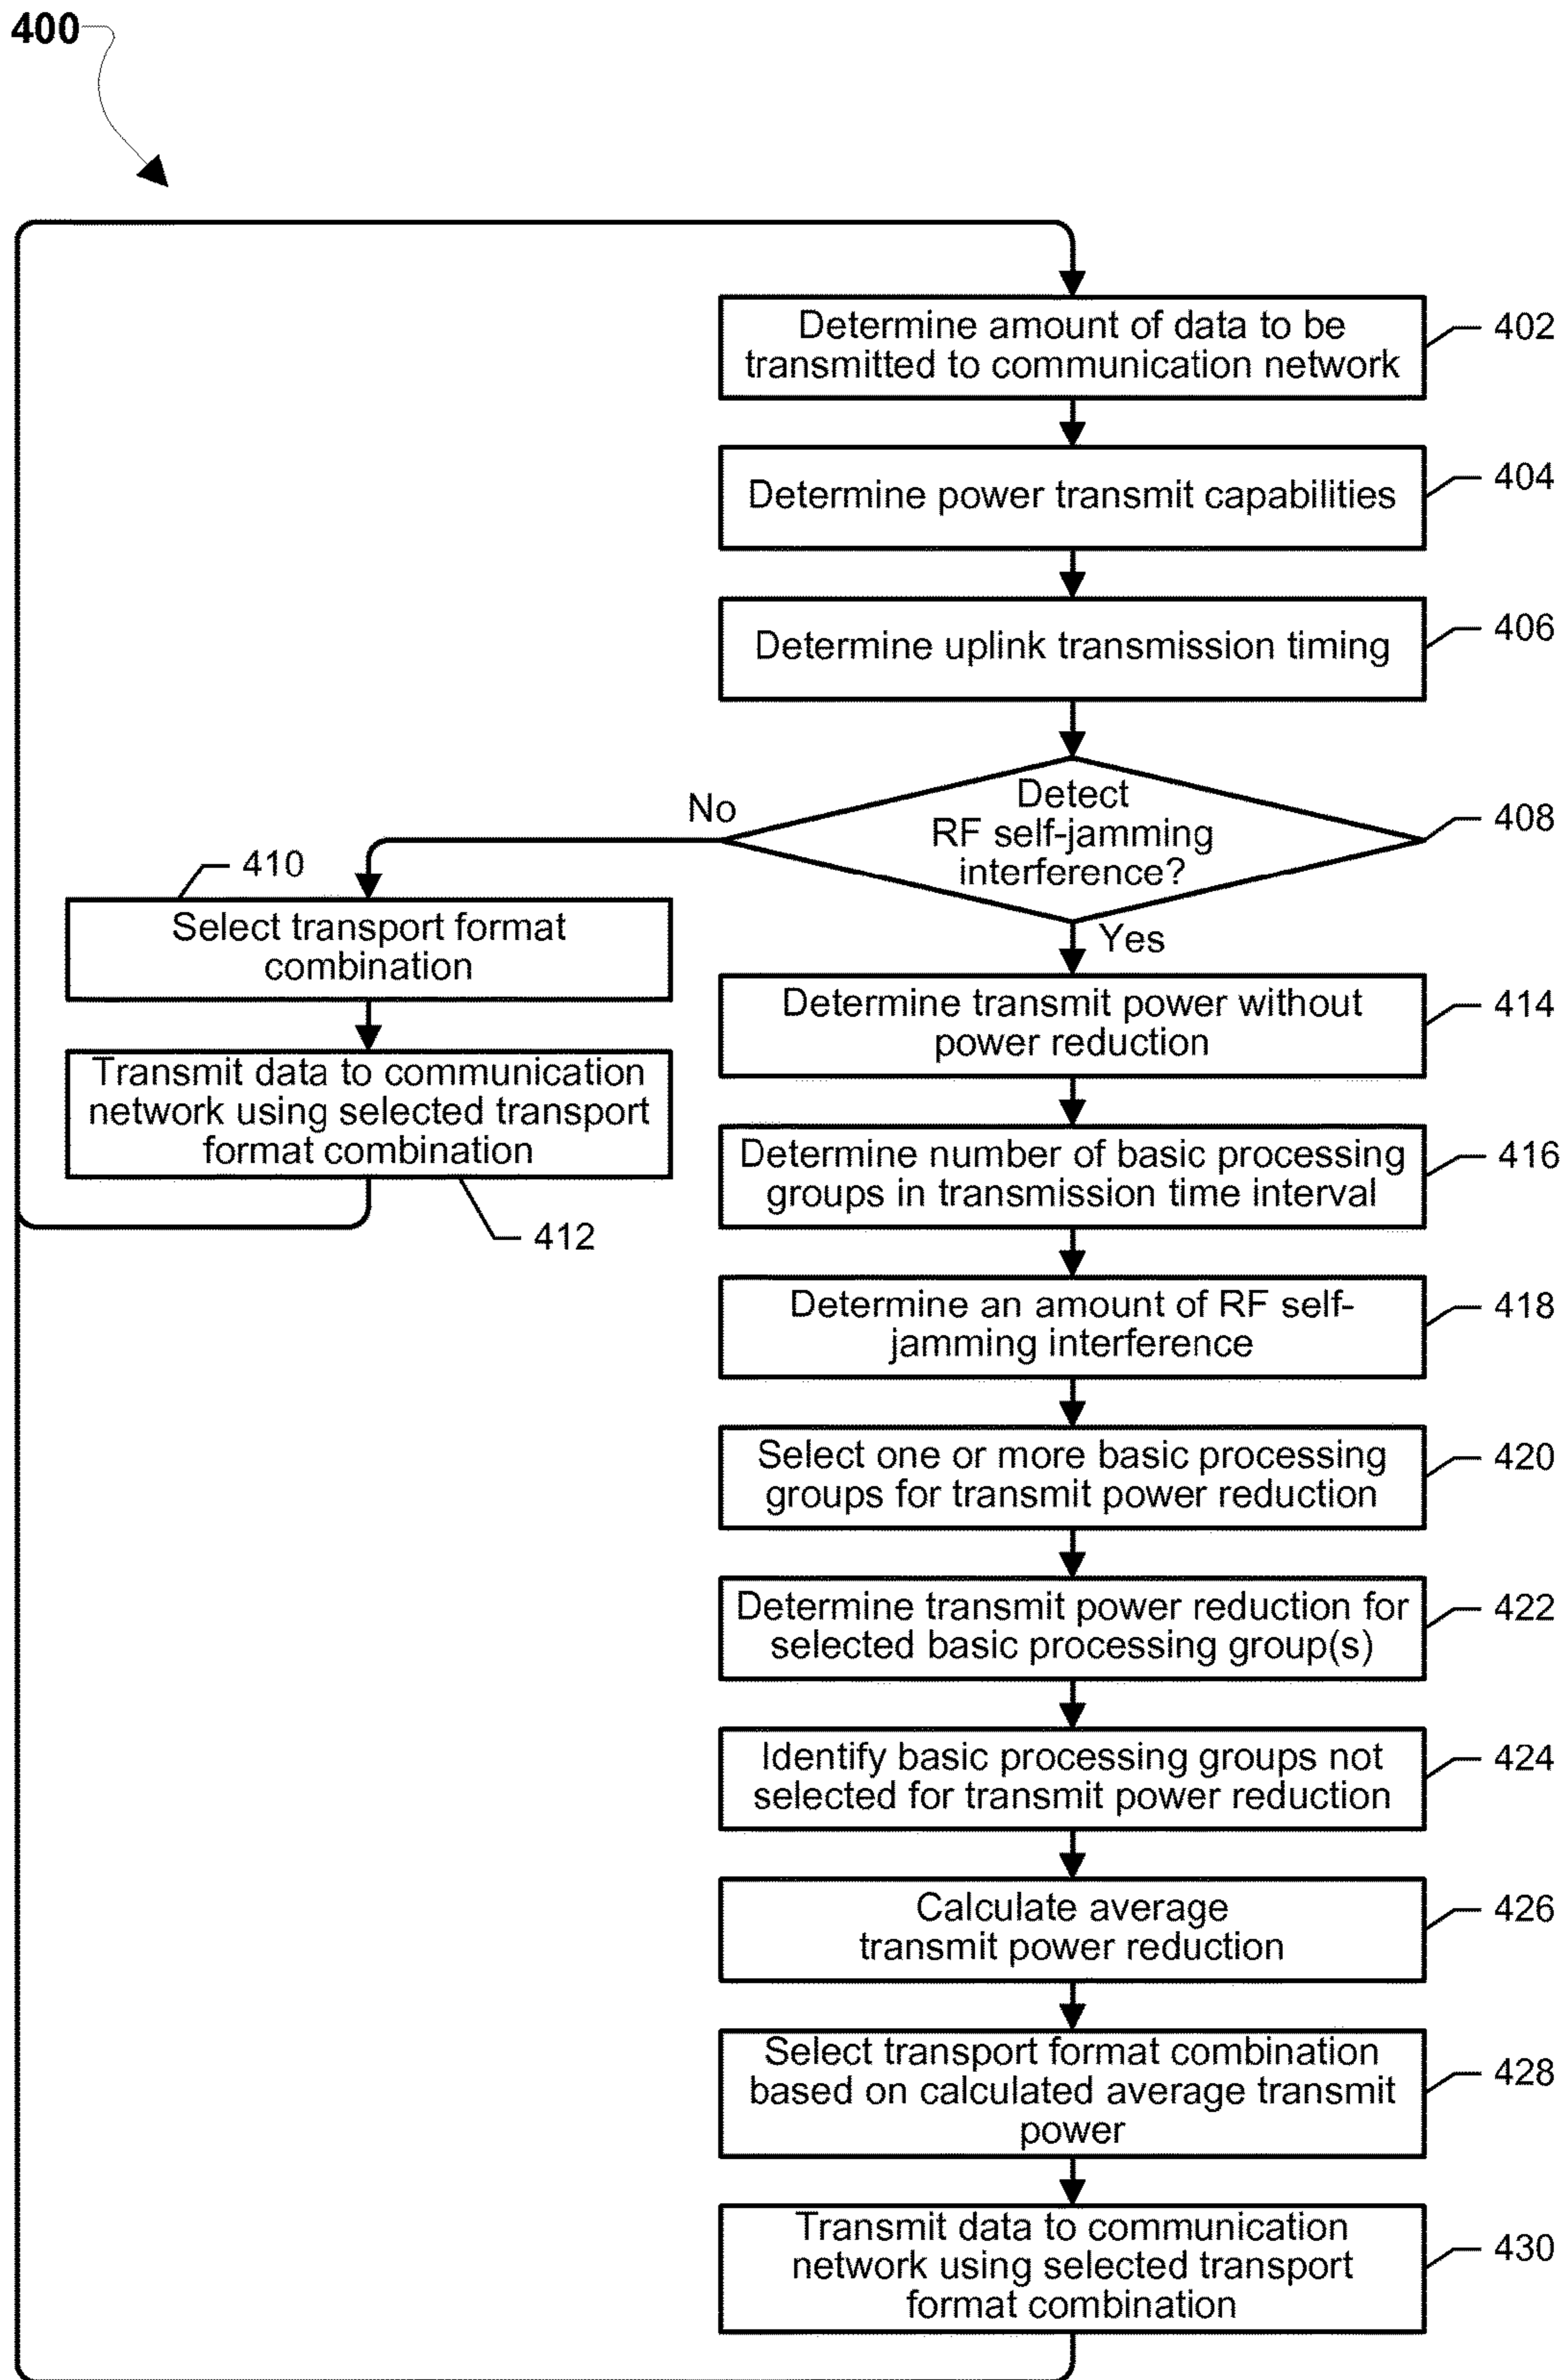 400
Determine amount of data to be
transmitted to communication network
402
Determine power transmit capabilities
404
Determine uplink transmission timing
406
Detect
RF self-jamming
interference?
408
No
Yes
410
Select transport format
combination
Transmit data to communication
network using selected transport
format combination
412
Determine transmit power without
power reduction
414
Determine number of basic processing
groups in transmission time interval
416
Determine an amount of RF self-
jamming interference
418
Select one or more basic processing
groups for transmit power reduction
420
Determine transmit power reduction for
selected basic processing group(s)
422
Identify basic processing groups not
selected for transmit power reduction
424
Calculate average
transmit power reduction
426
Select transport format combination
based on calculated average transmit
power
428
Transmit data to communication
network using selected transport
format combination
430